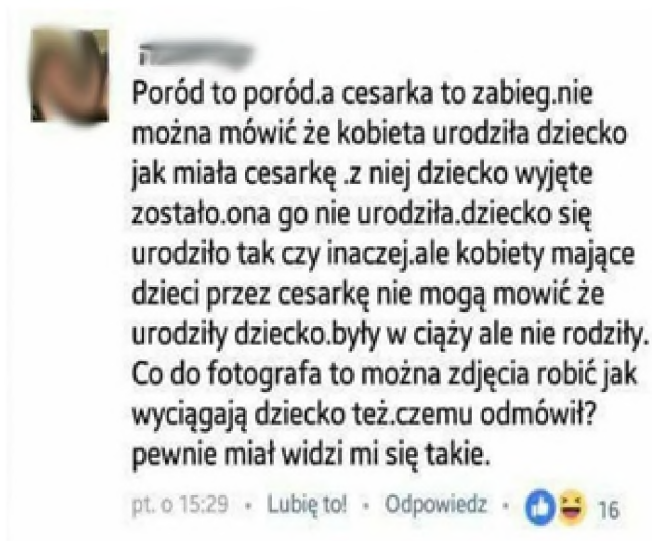 Poród to poród.a cesarka to zabieg.nie
można mówić że kobieta urodziła dziecko
jak miała cesarkę .z niej dziecko wyjęte
zostało.ona go nie urodziła.dziecko się
urodziło tak czy inaczej.ale kobiety mające
dzieci przez cesarkę nie mogą mowić że
urodziły dziecko.były w ciąży ale nie rodziły.
Co do fotografa to można zdjęcia robić jak
wyciągają dziecko też.czemu odmówił?
pewnie miał widzi mi się takie.
pt. o 15:29 · Lubię to! · Odpowiedz · 16